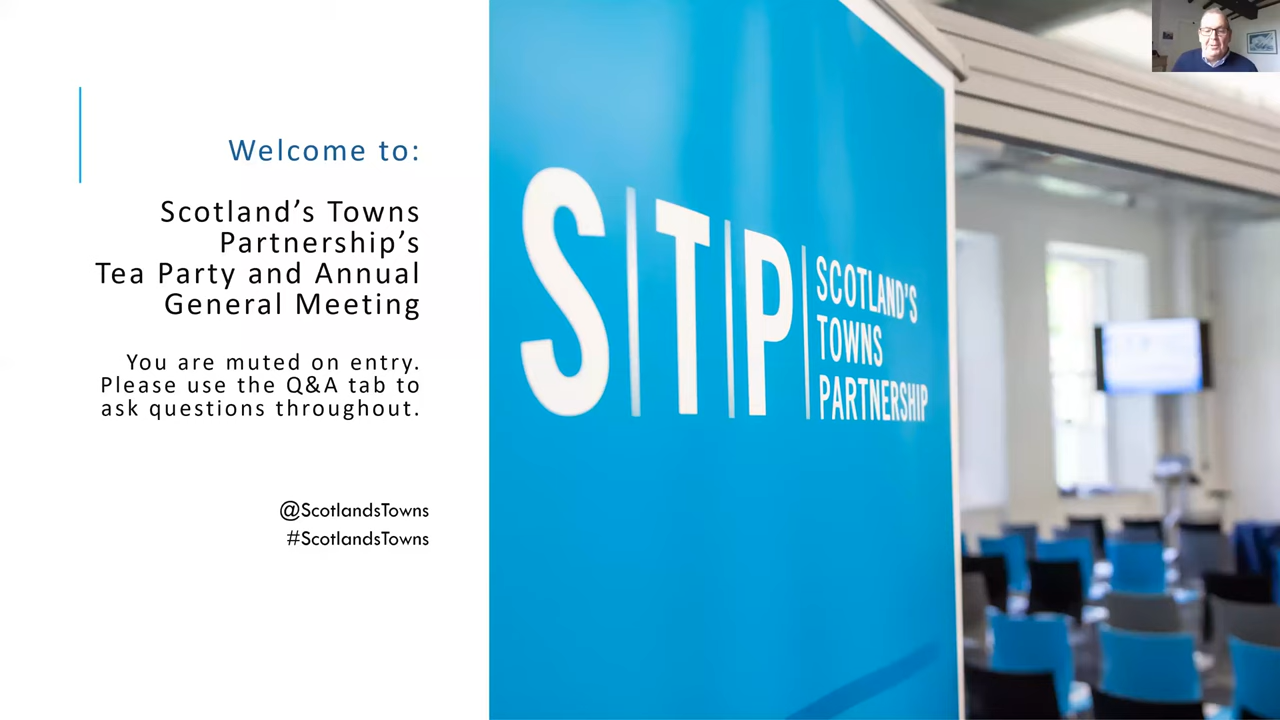 Welcome to:
Scotland's Towns
Partnership's
Tea Party and Annual
General Meeting
You are muted on entry.
Please use the Q&A tab to
ask questions throughout.
@ScotlandsTowns
#ScotlandsTowns
S|T|P|
SCOTLAND'S
TOWNS
PARTNERSHIP